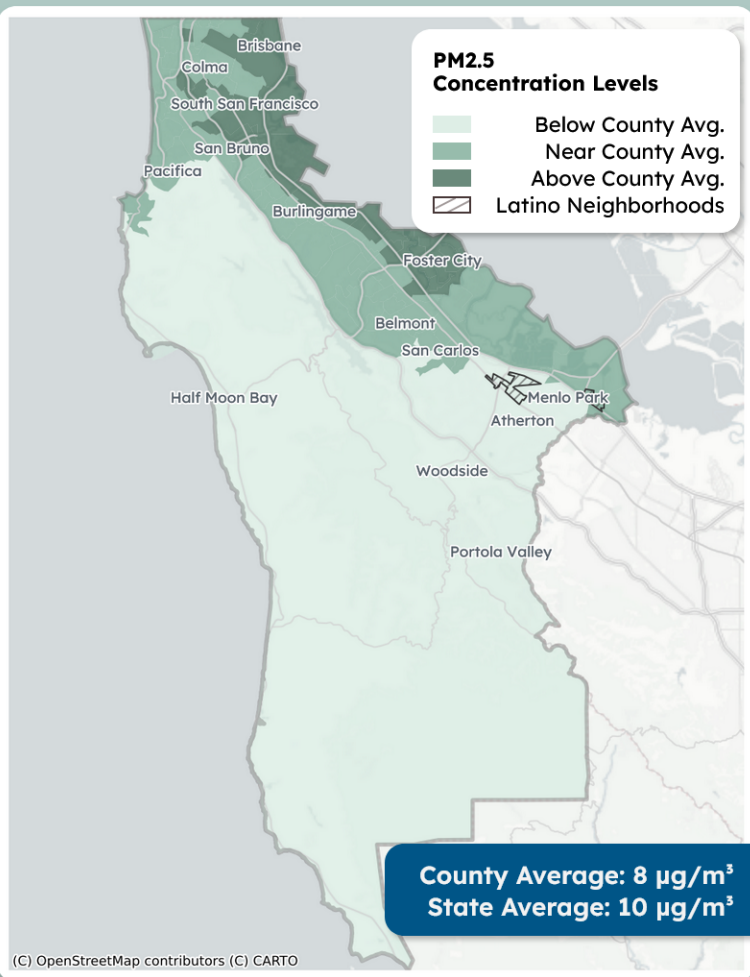 PM2.5
Concentration Levels
Below County Avg.
Near County Avg.
Above County Avg.
Latino Neighborhoods
Brisbane
Colma
South San Francisco
San Bruno
Pacifica
Burlingame
Foster City
Belmont
San Carlos
Half Moon Bay
Menlo Park
Atherton
Woodside
Portola Valley
County Average: 8 µg/m³
State Average: 10 µg/m³
(C) OpenStreetMap contributors (C) CARTO